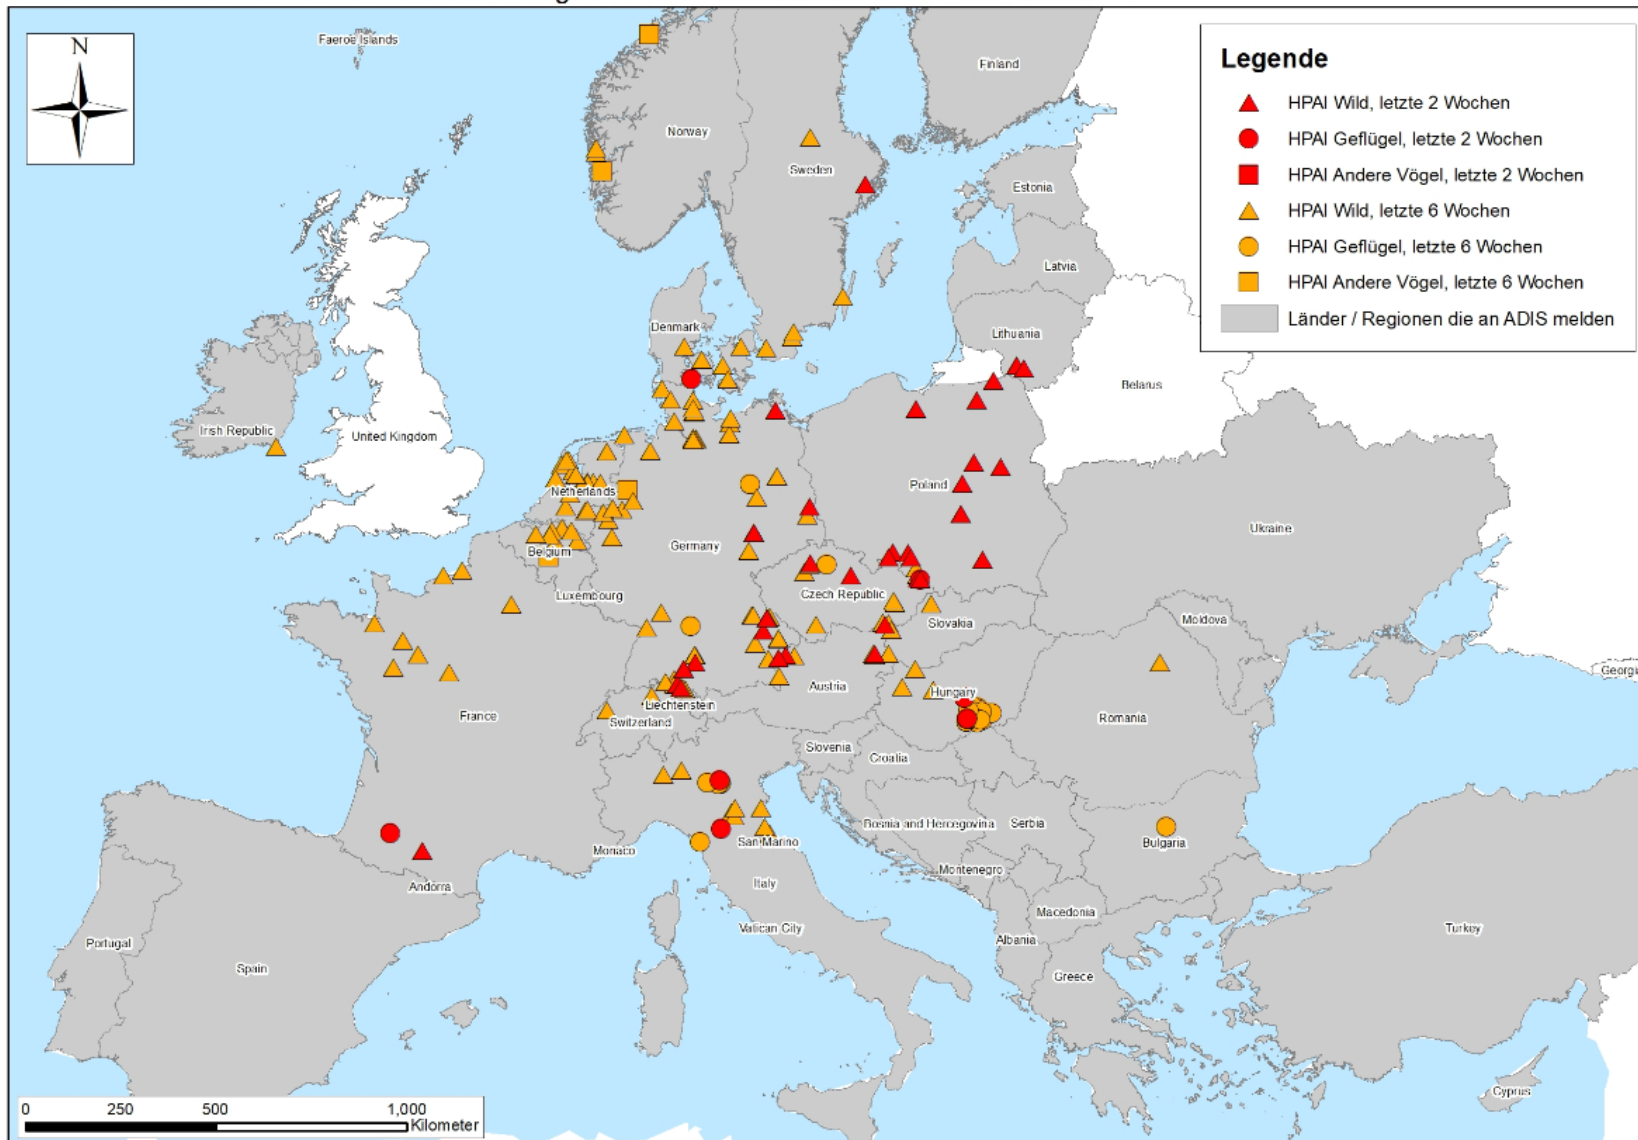 N
Faeroe Islands
Finland
Norway
Sweden
Estonia
Latvia
Denmark
Lithuania
Belarus
Irish Republic
United Kingdom
Netherlands
Poland
Ukraine
Germany
Belgium
Luxembourg
Czech Republic
Slovakia
Moldova
Georgia
Austria
Hungary
Liechtenstein
France
Switzerland
Romania
Slovenia
Croatia
Bosnia and Hercegovina
Serbia
Monaco
San Marino
Bulgaria
Montenegro
Andorra
Italy
Macedonia
Vatican City
Albania
Portugal
Turkey
Spain
Greece
Cyprus
Legende
HPAI Wild, letzte 2 Wochen
HPAI Geflügel, letzte 2 Wochen
HPAI Andere Vögel, letzte 2 Wochen
HPAI Wild, letzte 6 Wochen
HPAI Geflügel, letzte 6 Wochen
HPAI Andere Vögel, letzte 6 Wochen
Länder / Regionen die an ADIS melden
0 250 500 1,000
Kilometer